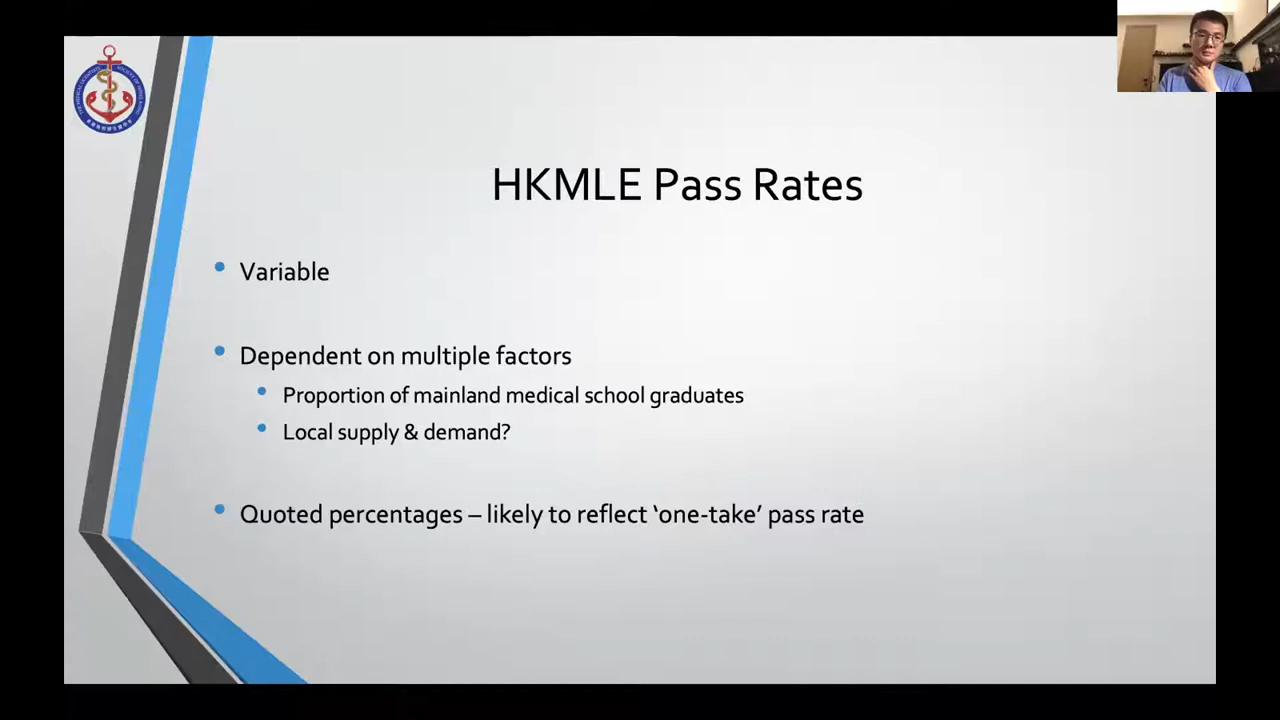 HKMLE Pass Rates
Variable
Dependent on multiple factors
Proportion of mainland medical school graduates
Local supply & demand?
Quoted percentages – likely to reflect ‘one-take’ pass rate